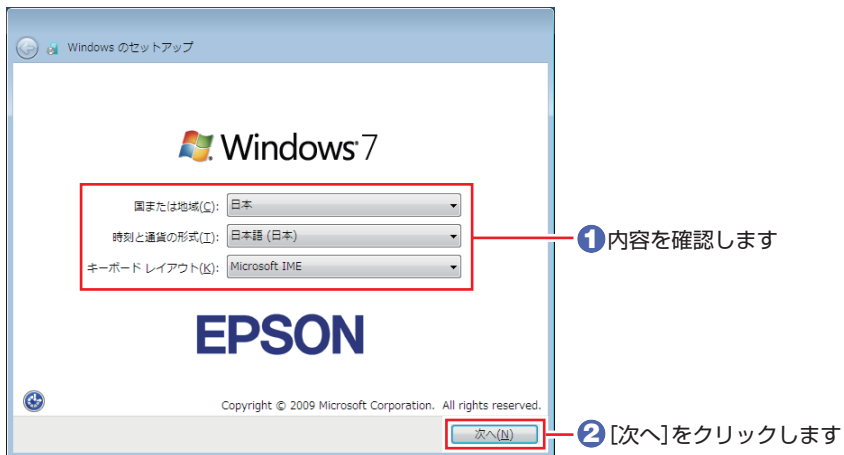 Windows のセットアップ
Windows 7
国または地域(C): 日本
時刻と通貨の形式(T): 日本語 (日本)
キーボード レイアウト(K): Microsoft IME
1 内容を確認します
EPSON
Copyright © 2009 Microsoft Corporation. All rights reserved.
次へ(N)
2 [次へ]をクリックします